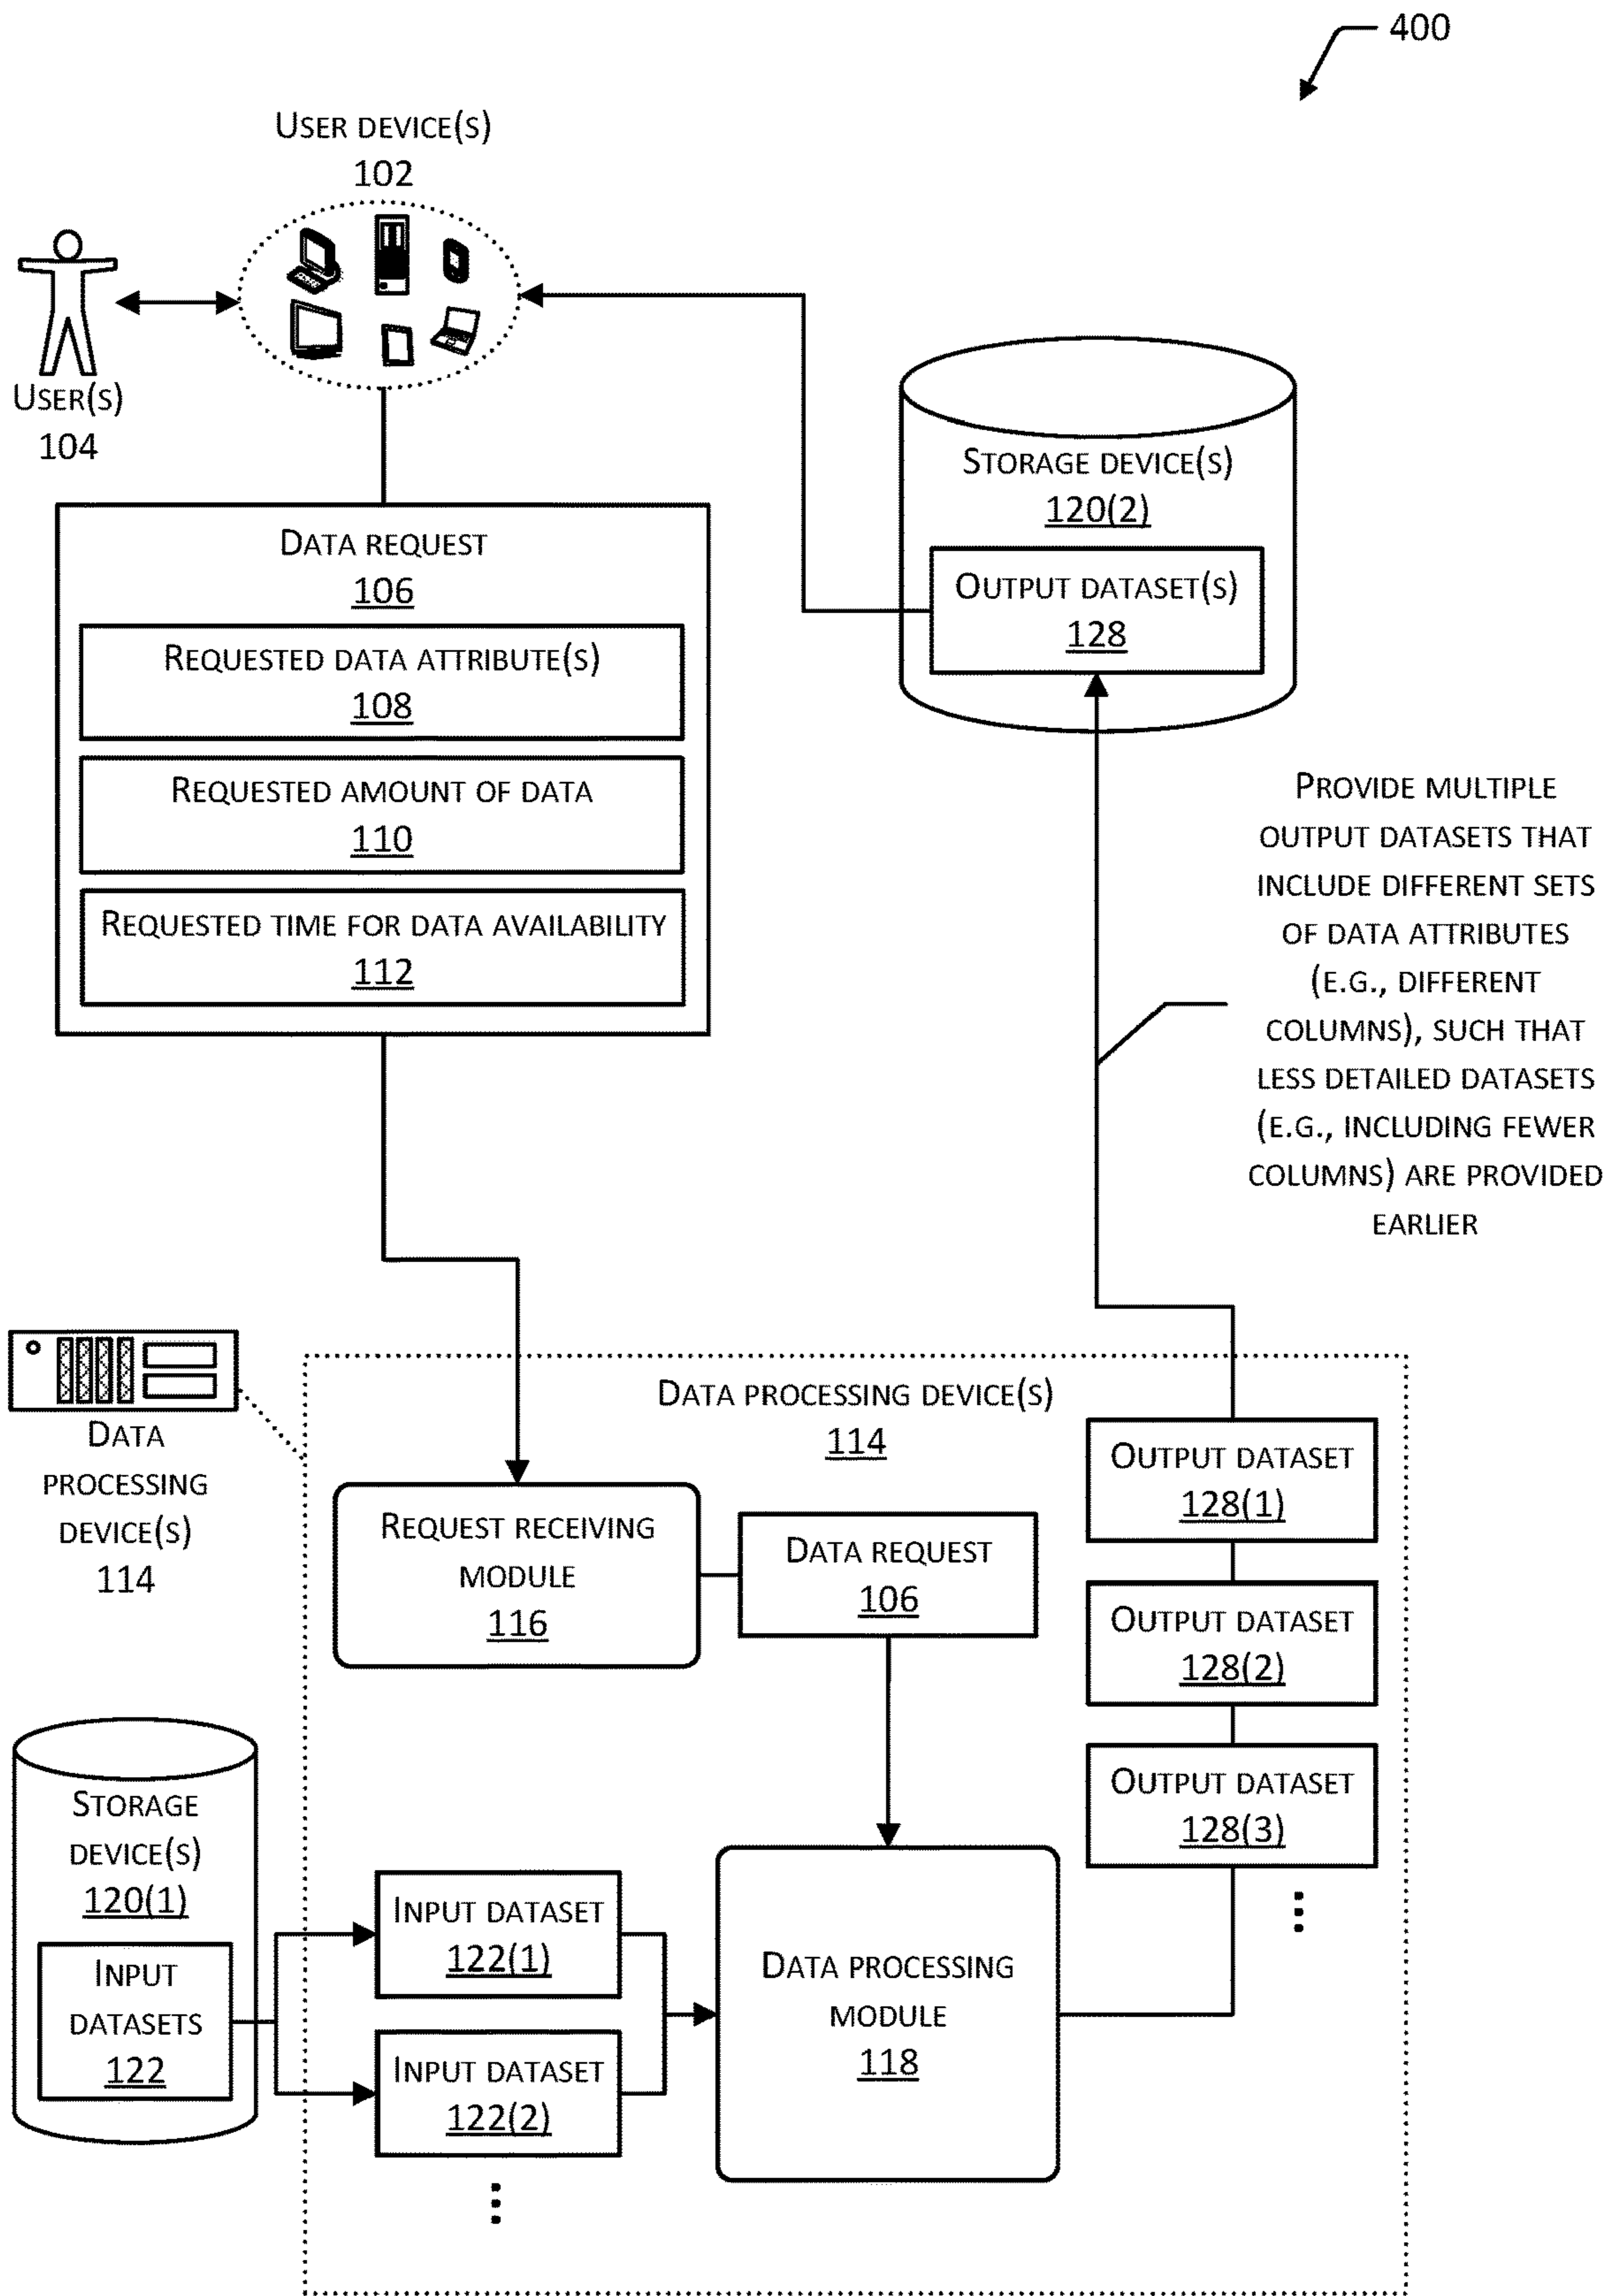 400
USER DEVICE(S)
102
USER(S)
104
DATA REQUEST
106
REQUESTED DATA ATTRIBUTE(S)
108
REQUESTED AMOUNT OF DATA
110
REQUESTED TIME FOR DATA AVAILABILITY
112
STORAGE DEVICE(S)
120(2)
OUTPUT DATASET(S)
128
PROVIDE MULTIPLE
OUTPUT DATASETS THAT
INCLUDE DIFFERENT SETS
OF DATA ATTRIBUTES
(E.G., DIFFERENT
COLUMNS), SUCH THAT
LESS DETAILED DATASETS
(E.G., INCLUDING FEWER
COLUMNS) ARE PROVIDED
EARLIER
DATA
PROCESSING
DEVICE(S)
114
DATA PROCESSING DEVICE(S)
114
REQUEST RECEIVING
MODULE
116
DATA REQUEST
106
OUTPUT DATASET
128(1)
OUTPUT DATASET
128(2)
OUTPUT DATASET
128(3)
STORAGE
DEVICE(S)
120(1)
INPUT
DATASETS
122
INPUT DATASET
122(1)
INPUT DATASET
122(2)
DATA PROCESSING
MODULE
118